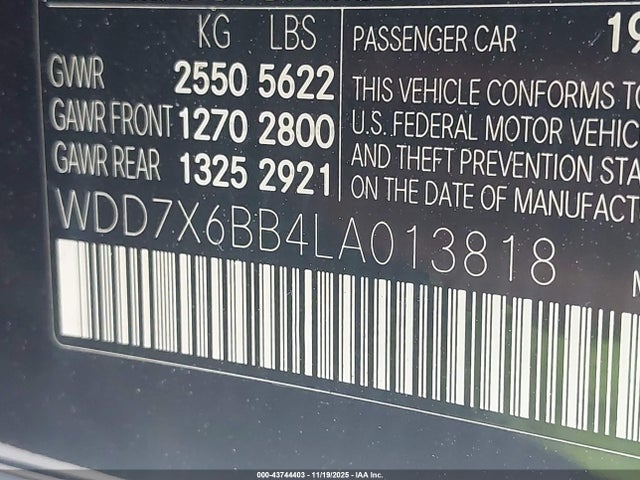 KG LBS
GVWR 2550 5622
GAWR FRONT 1270 2800
GAWR REAR 1325 2921
PASSENGER CAR 19
THIS VEHICLE CONFORMS TO
U.S. FEDERAL MOTOR VEHIC
AND THEFT PREVENTION STA
ON THE DATE OF MANUFACT
WDD7X6BB4LA013818
000-43744403 - 11/19/2025 - IAA Inc.